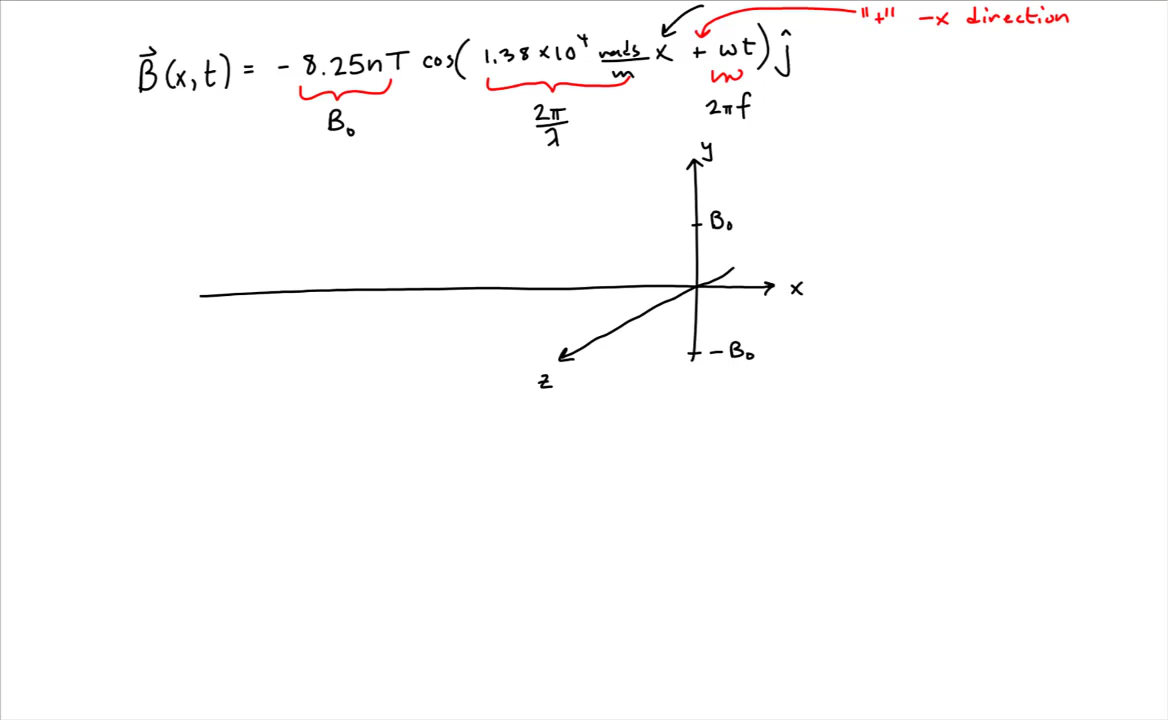 "+" -x direction
B⃗(x,t) = - 8.25nT cos( 1.38×10⁴ rads/m x + ωt) ĵ
B₀ 2π/λ 2πf
y
B₀
x
-B₀
z